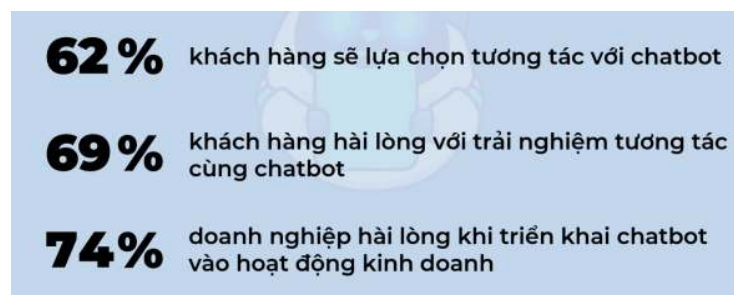 62% khách hàng sẽ lựa chọn tương tác với chatbot
69% khách hàng hài lòng với trải nghiệm tương tác
cùng chatbot
74% doanh nghiệp hài lòng khi triển khai chatbot
vào hoạt động kinh doanh